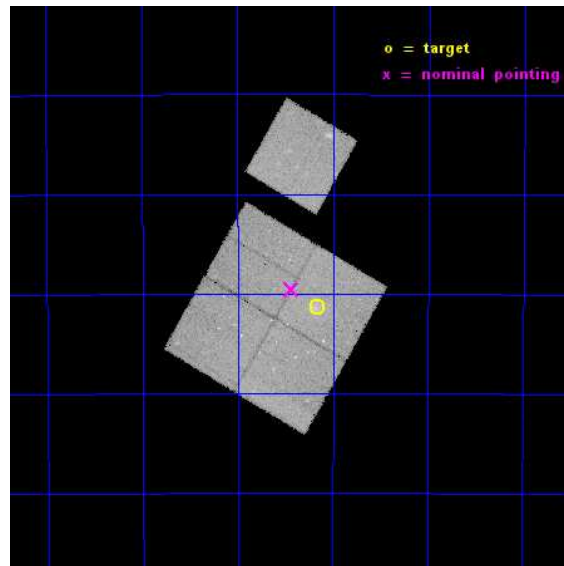 o = target
x = nominal pointing